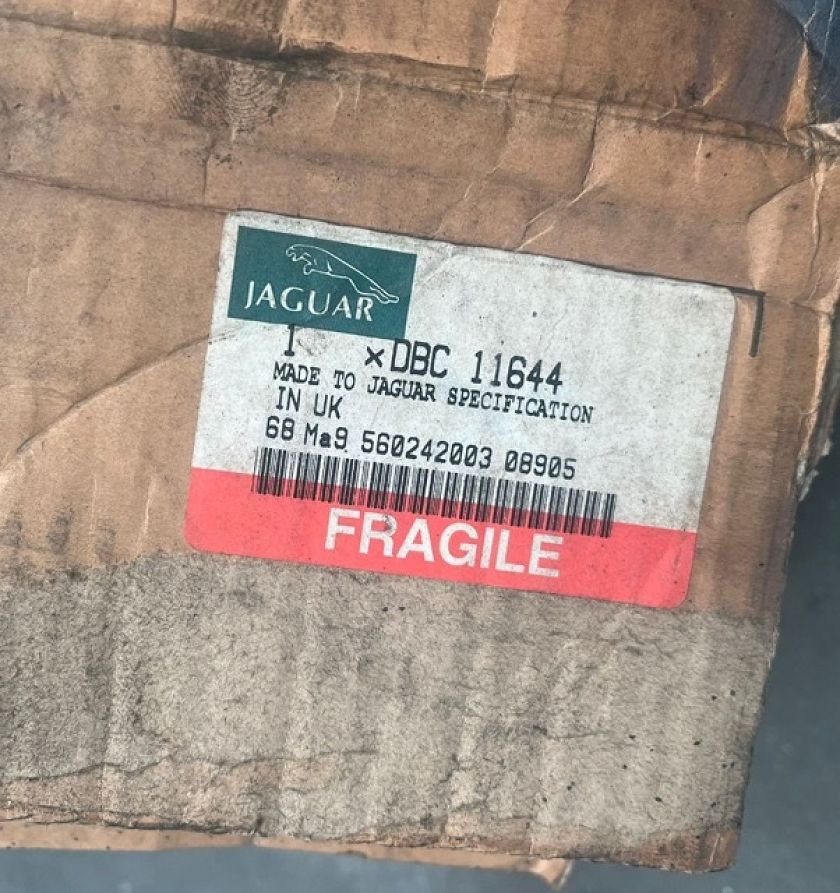 JAGUAR
1 ×DBC 11644
MADE TO JAGUAR SPECIFICATION
IN UK
68 Ma9 560242003 08905
FRAGILE